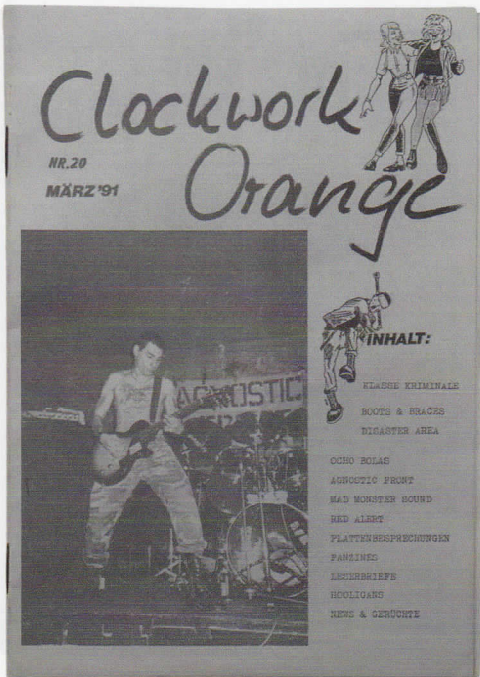 Clockwork
Orange
NR.20
MÄRZ'91
AGNOSTIC
INHALT:
KLASSE KRIMINALE
BOOTS & BRACES
DISASTER AREA
OCHO BOLAS
AGNOSTIC FRONT
MAD MONSTER SOUND
RED ALERT
PLATTENBESPRECHUNGEN
FANZINES
LESERBRIEFE
HOOLIGANS
NEWS & GERÜCHTE